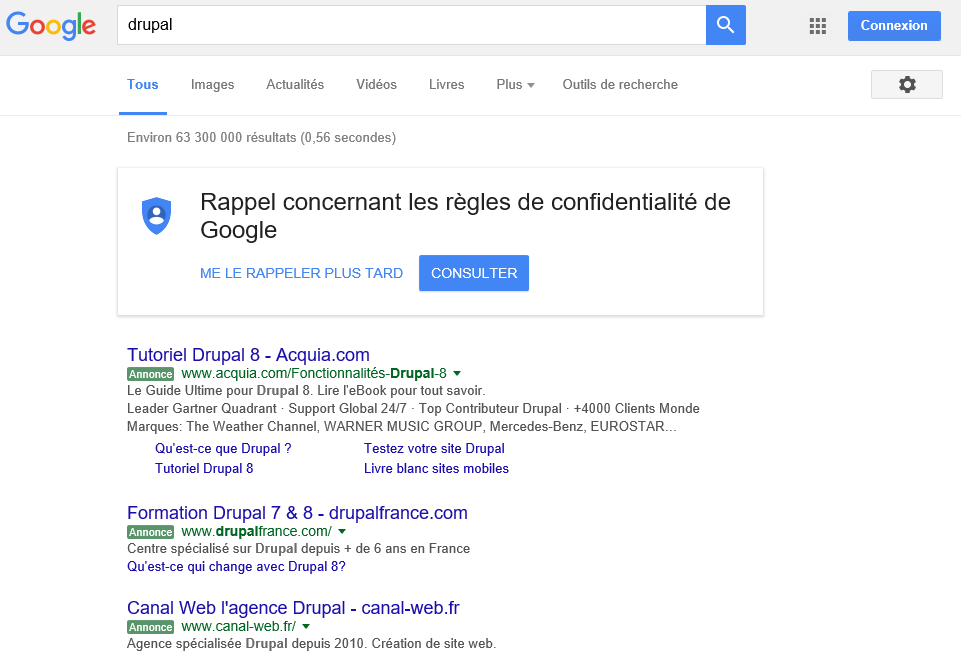 Google
drupal
Connexion
Tous Images Actualités Vidéos Livres Plus Outils de recherche
Environ 63 300 000 résultats (0,56 secondes)
Rappel concernant les règles de confidentialité de
Google
ME LE RAPPELER PLUS TARD CONSULTER
Tutoriel Drupal 8 - Acquia.com
Annonce www.acquia.com/Fonctionnalités-Drupal-8
Le Guide Ultime pour Drupal 8. Lire l'eBook pour tout savoir.
Leader Gartner Quadrant · Support Global 24/7 · Top Contributeur Drupal · +4000 Clients Monde
Marques: The Weather Channel, WARNER MUSIC GROUP, Mercedes-Benz, EUROSTAR...
Qu'est-ce que Drupal ? Testez votre site Drupal
Tutoriel Drupal 8 Livre blanc sites mobiles
Formation Drupal 7 & 8 - drupalfrance.com
Annonce www.drupalfrance.com/
Centre spécialisé sur Drupal depuis + de 6 ans en France
Qu'est-ce qui change avec Drupal 8?
Canal Web l'agence Drupal - canal-web.fr
Annonce www.canal-web.fr/
Agence spécialisée Drupal depuis 2010. Création de site web.